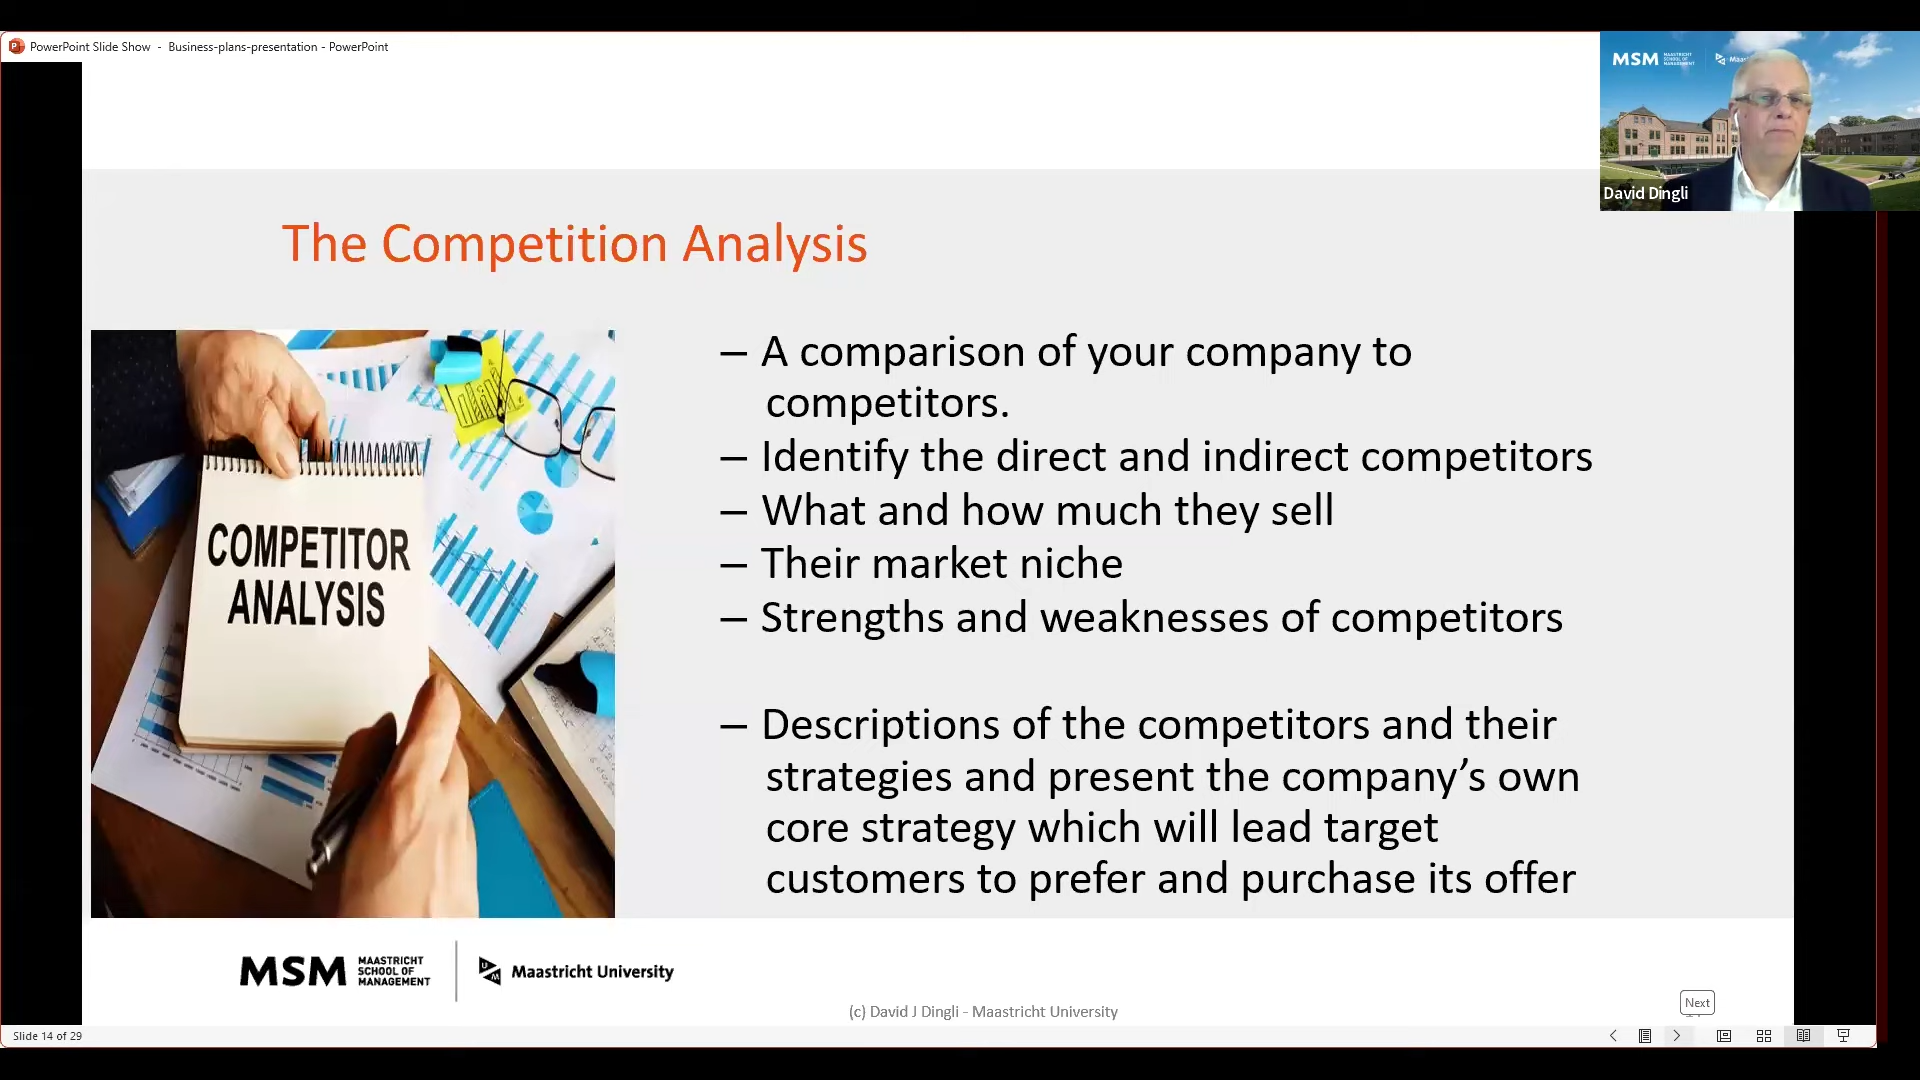 PowerPoint Slide Show - Business-plans-presentation - PowerPoint
MSM MAASTRICHT SCHOOL OF MANAGEMENT
David Dingli
The Competition Analysis
COMPETITOR
ANALYSIS
– A comparison of your company to
competitors.
– Identify the direct and indirect competitors
– What and how much they sell
– Their market niche
– Strengths and weaknesses of competitors
– Descriptions of the competitors and their
strategies and present the company’s own
core strategy which will lead target
customers to prefer and purchase its offer
MSM
MAASTRICHT
SCHOOL OF
MANAGEMENT
Maastricht University
(c) David J Dingli - Maastricht University
Next
Slide 14 of 29